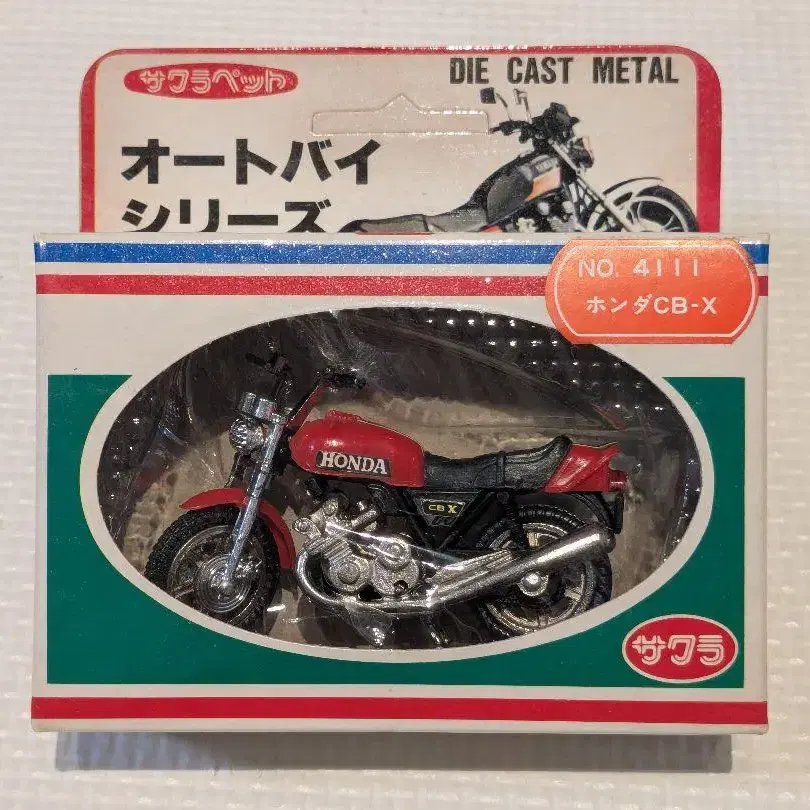 サクラペット
DIE CAST METAL
オートバイ
シリーズ
NO. 4111
ホンダCB-X
HONDA
CB X
サクラ